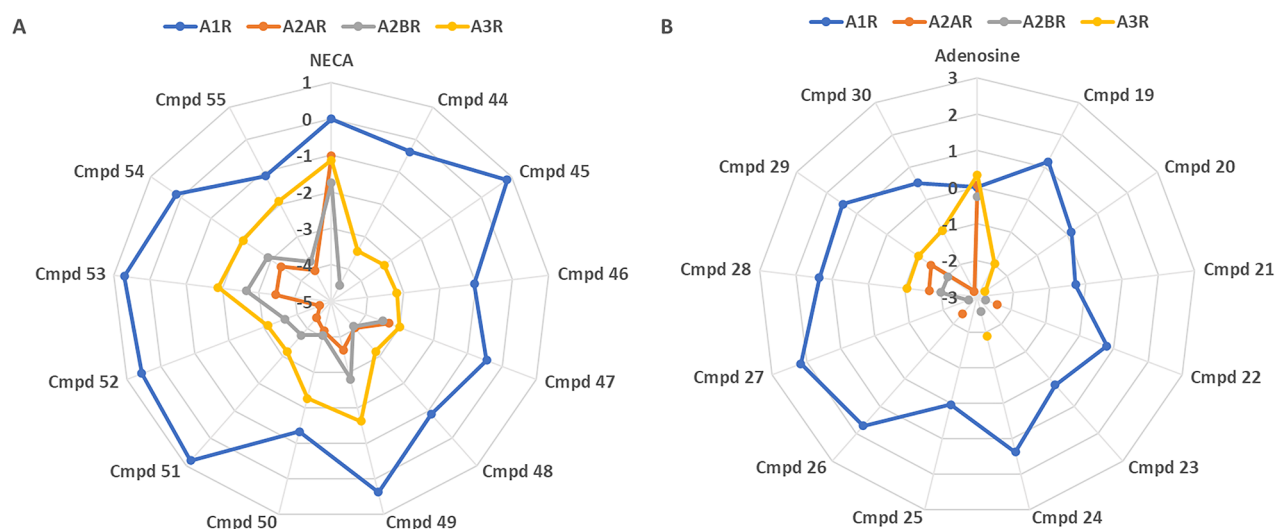 A
A1R A2AR A2BR A3R
NECA
Cmpd 44
Cmpd 45
Cmpd 46
Cmpd 47
Cmpd 48
Cmpd 49
Cmpd 50
Cmpd 51
Cmpd 52
Cmpd 53
Cmpd 54
Cmpd 55
1
0
-1
-2
-3
-4
-5
B
A1R A2AR A2BR A3R
Adenosine
Cmpd 19
Cmpd 20
Cmpd 21
Cmpd 22
Cmpd 23
Cmpd 24
Cmpd 25
Cmpd 26
Cmpd 27
Cmpd 28
Cmpd 29
Cmpd 30
3
2
1
0
-1
-2
-3